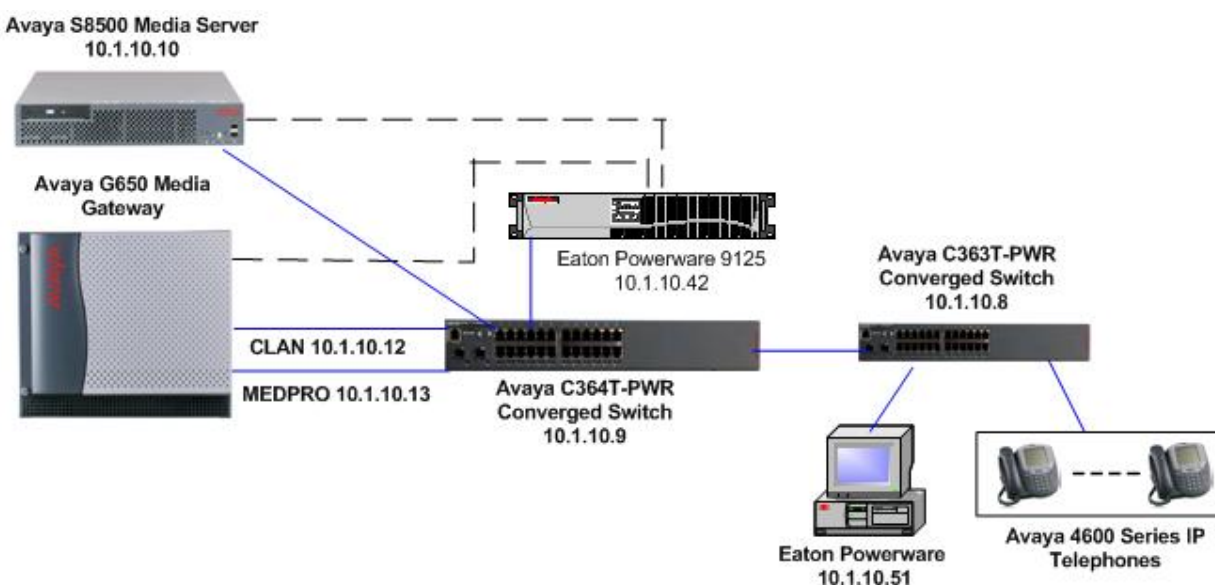 Avaya S8500 Media Server
10.1.10.10
Avaya G650 Media
Gateway
Eaton Powerware 9125
10.1.10.42
Avaya C363T-PWR
Converged Switch
10.1.10.8
CLAN 10.1.10.12
MEDPRO 10.1.10.13
Avaya C364T-PWR
Converged Switch
10.1.10.9
Eaton Powerware
10.1.10.51
Avaya 4600 Series IP
Telephones